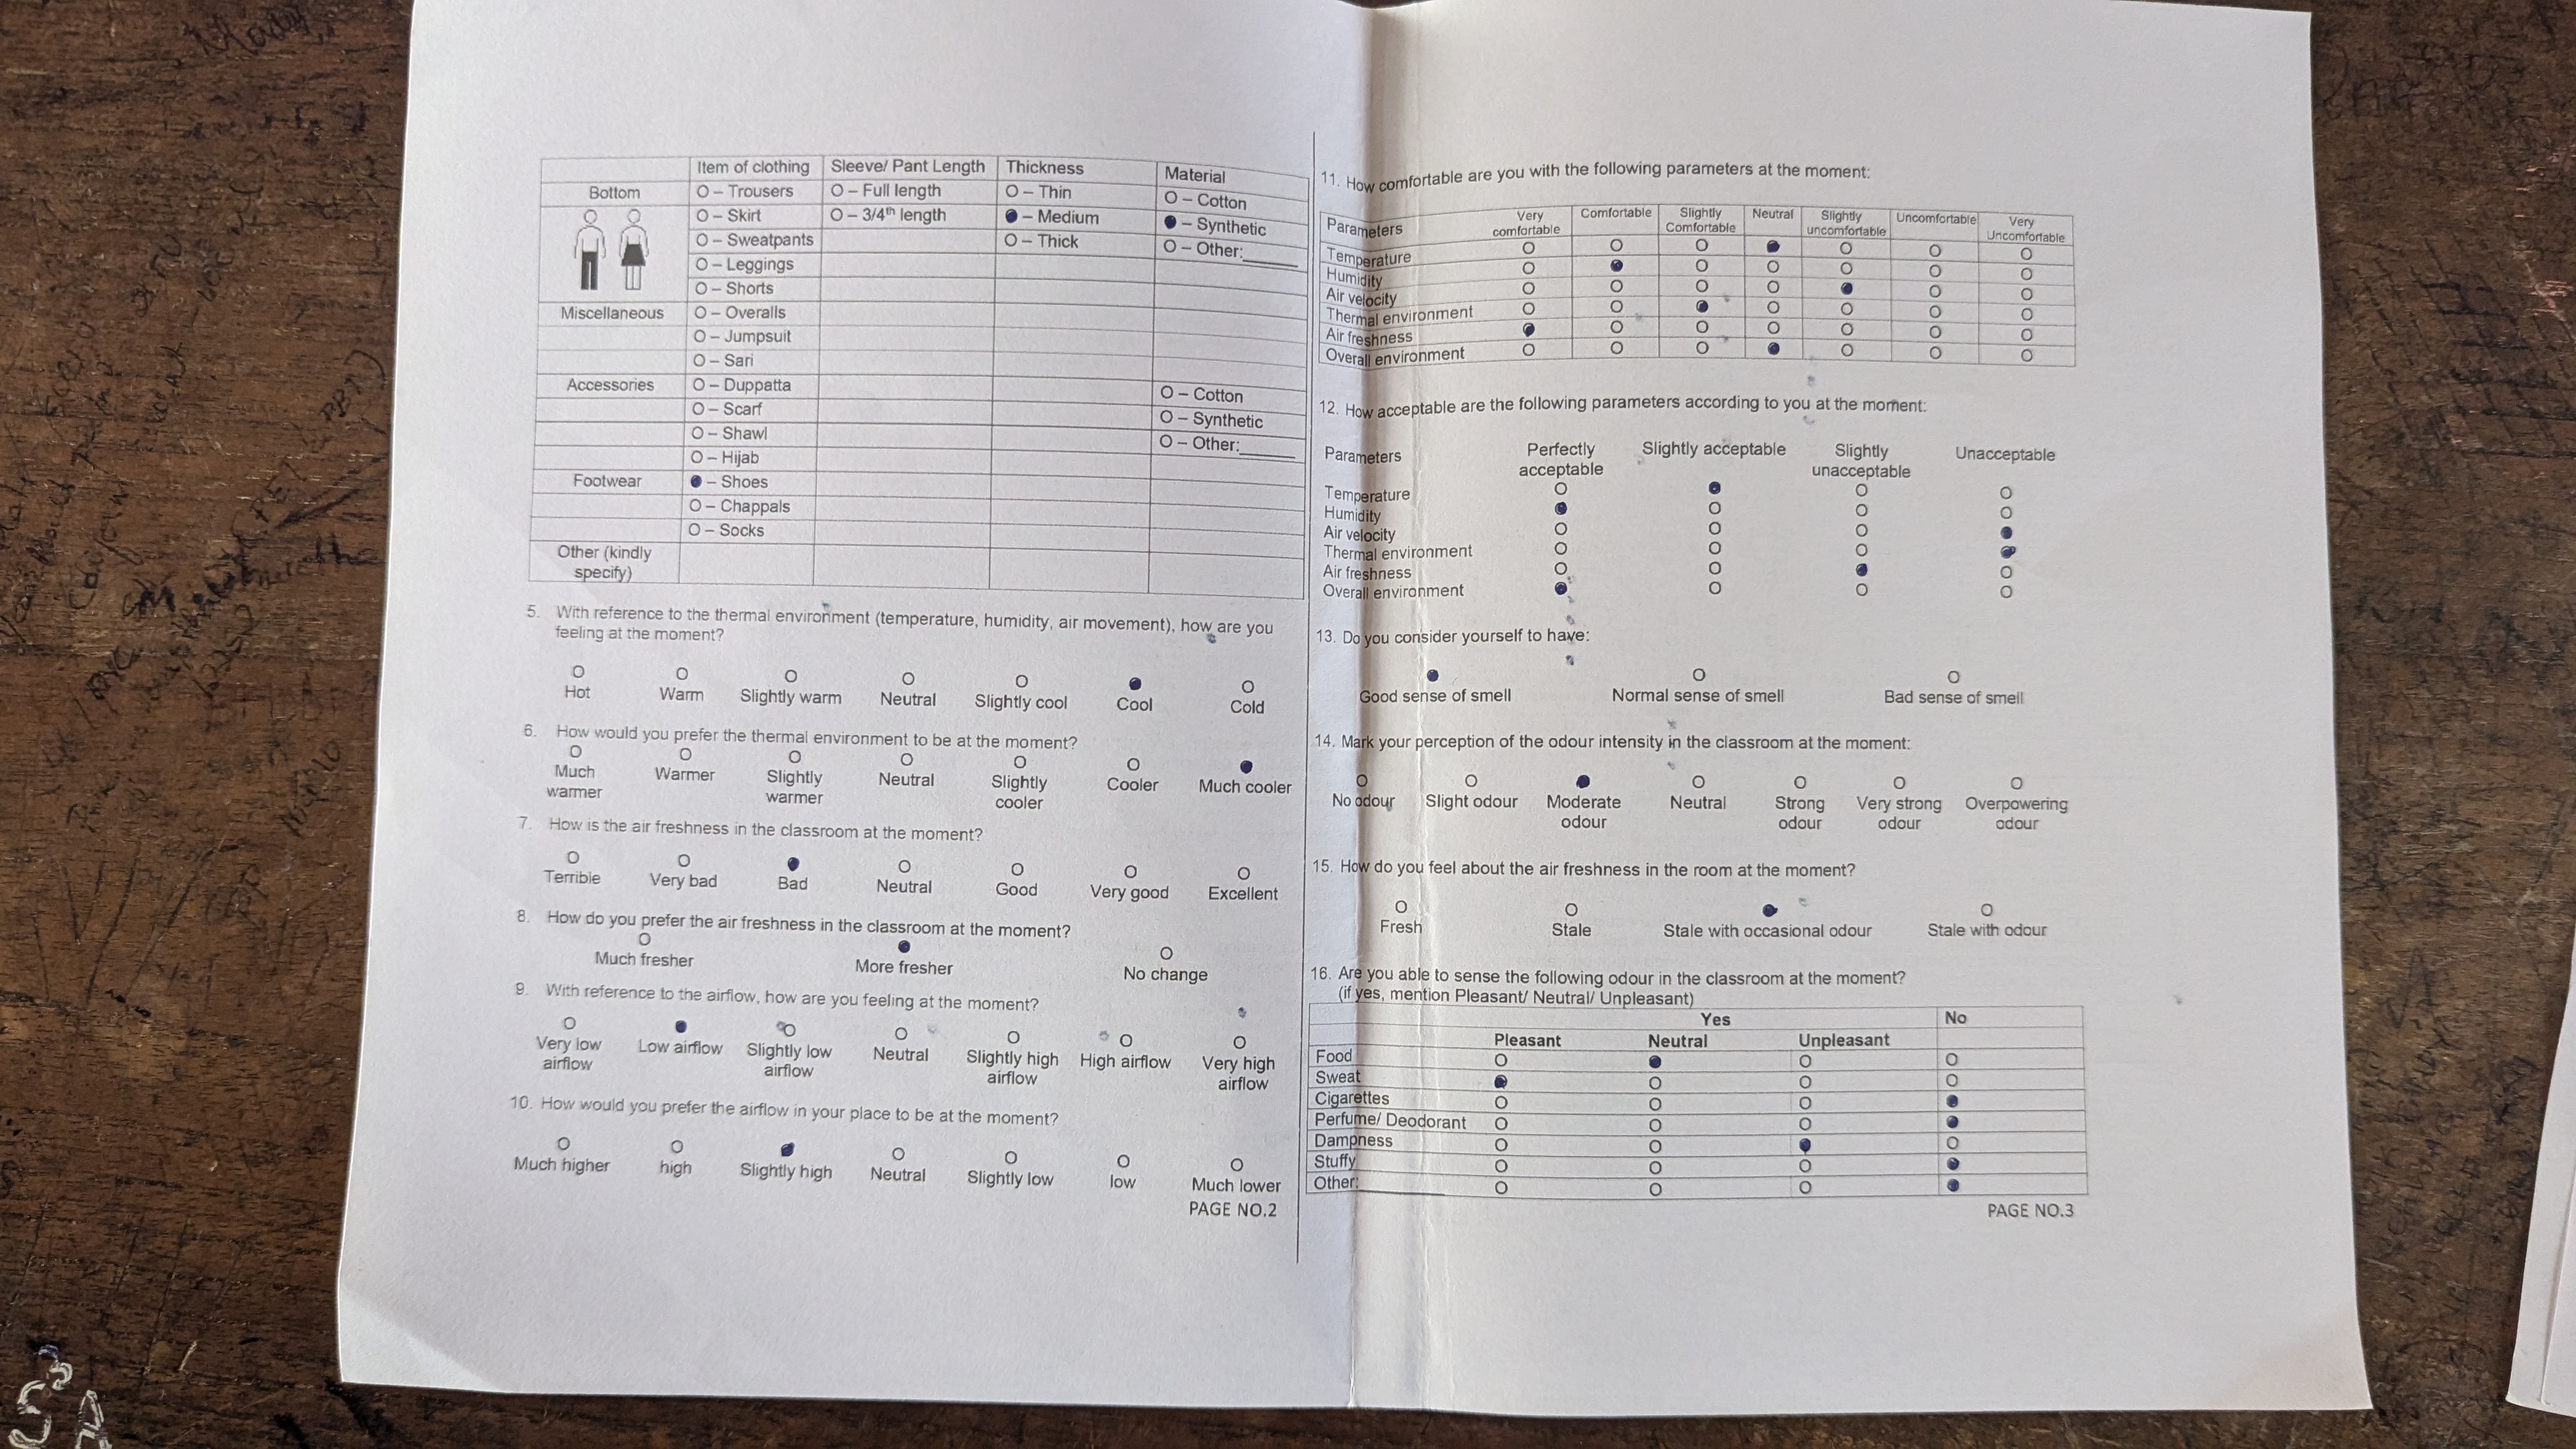 Item of clothing Sleeve/ Pant Length Thickness Material
Bottom O – Trousers O – Full length O – Thin O – Cotton
O – Skirt O – 3/4th length ● – Medium ● – Synthetic
O – Sweatpants O – Thick O – Other:______
O – Leggings
O – Shorts
Miscellaneous O – Overalls
O – Jumpsuit
O – Sari
Accessories O – Duppatta O – Cotton
O – Scarf O – Synthetic
O – Shawl O – Other:______
O – Hijab
Footwear ● – Shoes
O – Chappals
O – Socks
Other (kindly
specify)
5. With reference to the thermal environment (temperature, humidity, air movement), how are you
feeling at the moment?
O O O O O ● O
Hot Warm Slightly warm Neutral Slightly cool Cool Cold
6. How would you prefer the thermal environment to be at the moment?
O O O O O O ●
Much Warmer Slightly Neutral Slightly Cooler Much cooler
warmer warmer cooler
7. How is the air freshness in the classroom at the moment?
O O ● O O O O
Terrible Very bad Bad Neutral Good Very good Excellent
8. How do you prefer the air freshness in the classroom at the moment?
O ● O
Much fresher More fresher No change
9. With reference to the airflow, how are you feeling at the moment?
O ● O O O O O
Very low Low airflow Slightly low Neutral Slightly high High airflow Very high
airflow airflow airflow airflow
10. How would you prefer the airflow in your place to be at the moment?
O O ● O O O O
Much higher high Slightly high Neutral Slightly low low Much lower
PAGE NO.2
11. How comfortable are you with the following parameters at the moment:
Parameters Very Comfortable Slightly Neutral Slightly Uncomfortable Very
comfortable Comfortable uncomfortable Uncomfortable
Temperature O O O ● O O O
Humidity O ● O O O O O
Air velocity O O O O ● O O
Thermal environment O O ● O O O O
Air freshness ● O O O O O O
Overall environment O O O ● O O O
12. How acceptable are the following parameters according to you at the moment:
Parameters Perfectly Slightly acceptable Slightly Unacceptable
acceptable unacceptable
Temperature O ● O O
Humidity ● O O O
Air velocity O O O ●
Thermal environment O O O ●
Air freshness O O ● O
Overall environment ● O O O
13. Do you consider yourself to have:
● O O
Good sense of smell Normal sense of smell Bad sense of smell
14. Mark your perception of the odour intensity in the classroom at the moment:
O O ● O O O O
No odour Slight odour Moderate Neutral Strong Very strong Overpowering
odour odour odour odour
15. How do you feel about the air freshness in the room at the moment?
O O ● O
Fresh Stale Stale with occasional odour Stale with odour
16. Are you able to sense the following odour in the classroom at the moment?
(if yes, mention Pleasant/ Neutral/ Unpleasant)
Yes No
Pleasant Neutral Unpleasant
Food O ● O O
Sweat ● O O O
Cigarettes O O O ●
Perfume/ Deodorant O O O ●
Dampness O O ● O
Stuffy O O O ●
Other:__________ O O O ●
PAGE NO.3